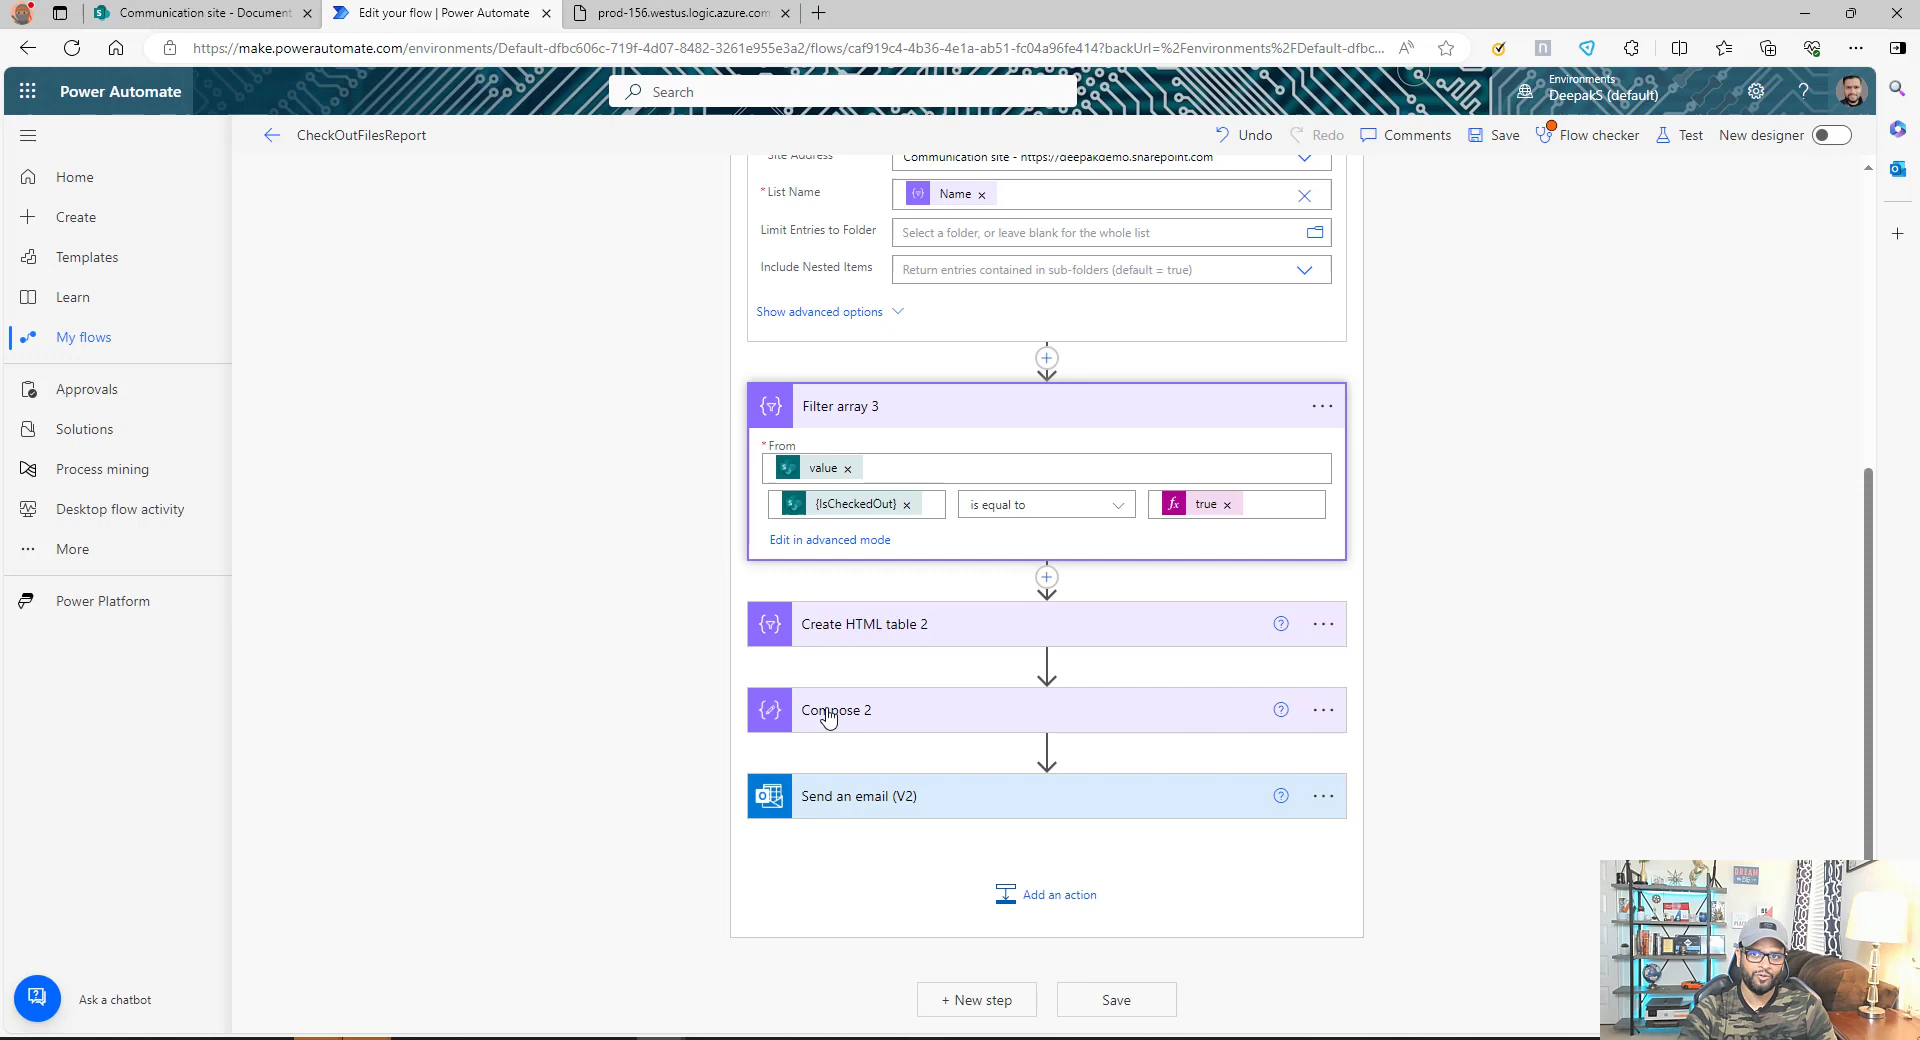 Communication site - Document
Edit your flow | Power Automate
prod-156.westus.logic.azure.com
https://make.powerautomate.com/environments/Default-dfbc606c-719f-4d07-8482-3261e955e3a2/flows/caf919c4-4b36-4e1a-ab51-fc04a96fe414?backUrl=%2Fenvironments%2FDefault-dfbc...
Power Automate
Search
Environments
DeepakS (default)
CheckOutFilesReport
Undo
Redo
Comments
Save
Flow checker
Test
New designer
Home
Create
Templates
Learn
My flows
Approvals
Solutions
Process mining
Desktop flow activity
More
Power Platform
Ask a chatbot
Site Address
Communication site - https://deepakdemo.sharepoint.com
* List Name
Name
Limit Entries to Folder
Select a folder, or leave blank for the whole list
Include Nested Items
Return entries contained in sub-folders (default = true)
Show advanced options
Filter array 3
* From
value
{IsCheckedOut}
is equal to
true
Edit in advanced mode
Create HTML table 2
Compose 2
Send an email (V2)
Add an action
+ New step
Save
DREAM
BIG